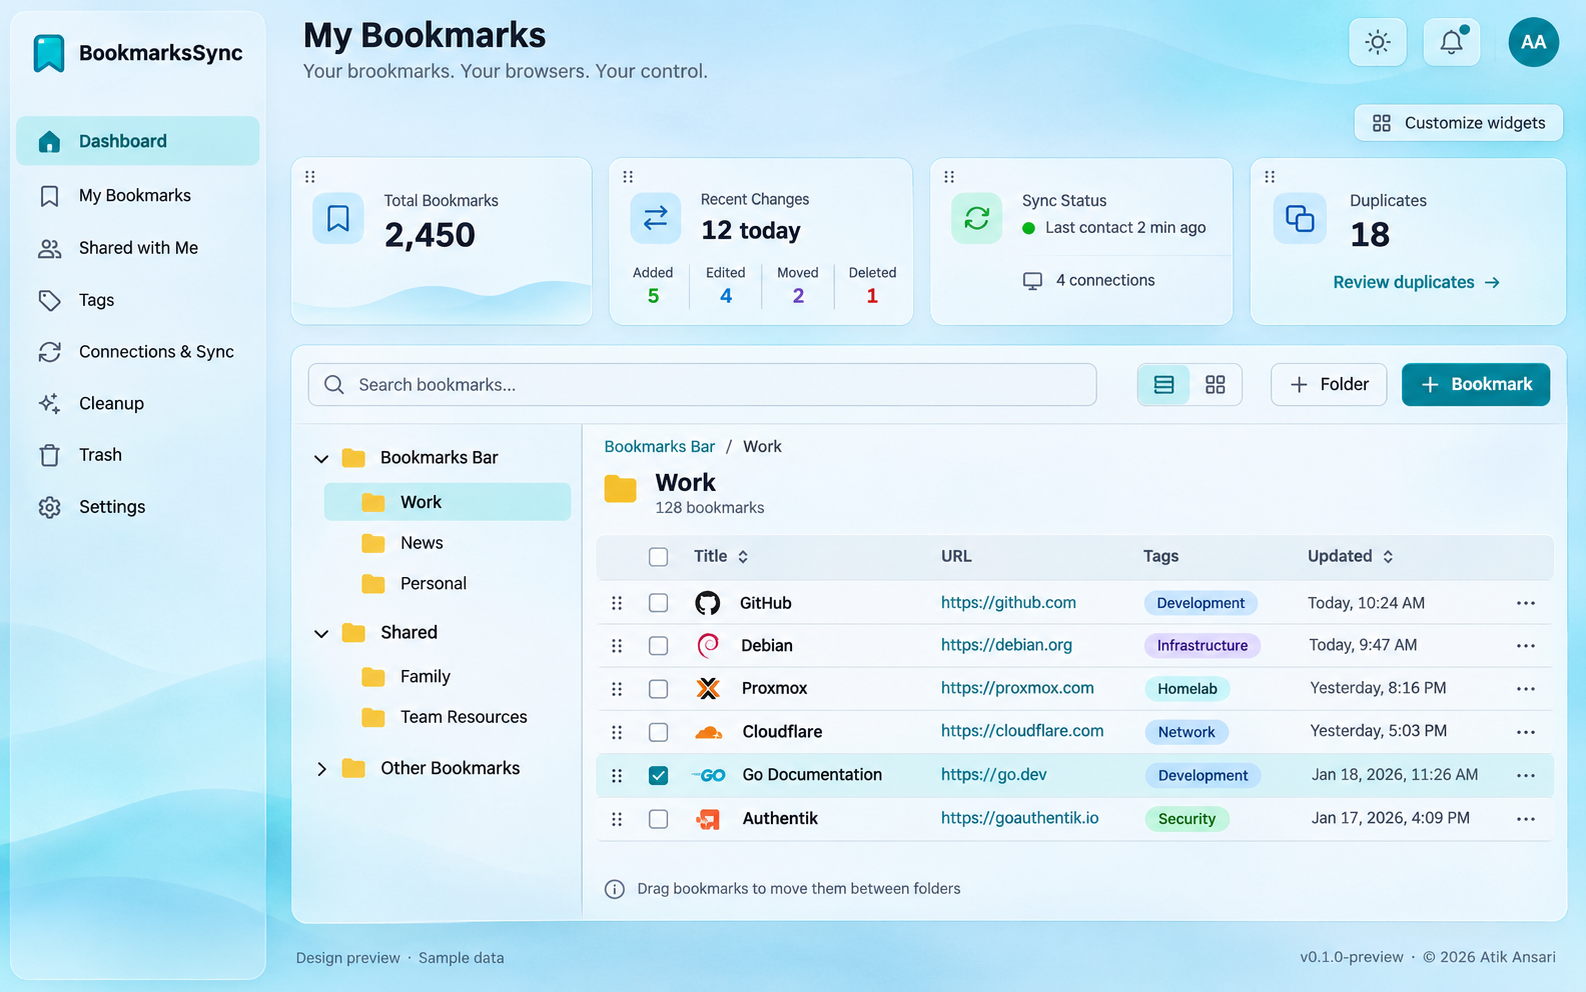 BookmarksSync
Dashboard
My Bookmarks
Shared with Me
Tags
Connections & Sync
Cleanup
Trash
Settings
My Bookmarks
Your brookmarks. Your browsers. Your control.
AA
Customize widgets
Total Bookmarks
2,450
Recent Changes
12 today
Added
5
Edited
4
Moved
2
Deleted
1
Sync Status
Last contact 2 min ago
4 connections
Duplicates
18
Review duplicates →
Search bookmarks...
+ Folder
+ Bookmark
Bookmarks Bar
Work
News
Personal
Shared
Family
Team Resources
Other Bookmarks
Bookmarks Bar / Work
Work
128 bookmarks
Title URL Tags Updated
GitHub https://github.com Development Today, 10:24 AM
Debian https://debian.org Infrastructure Today, 9:47 AM
Proxmox https://proxmox.com Homelab Yesterday, 8:16 PM
Cloudflare https://cloudflare.com Network Yesterday, 5:03 PM
GO Go Documentation https://go.dev Development Jan 18, 2026, 11:26 AM
Authentik https://goauthentik.io Security Jan 17, 2026, 4:09 PM
Drag bookmarks to move them between folders
Design preview · Sample data
v0.1.0-preview · © 2026 Atik Ansari